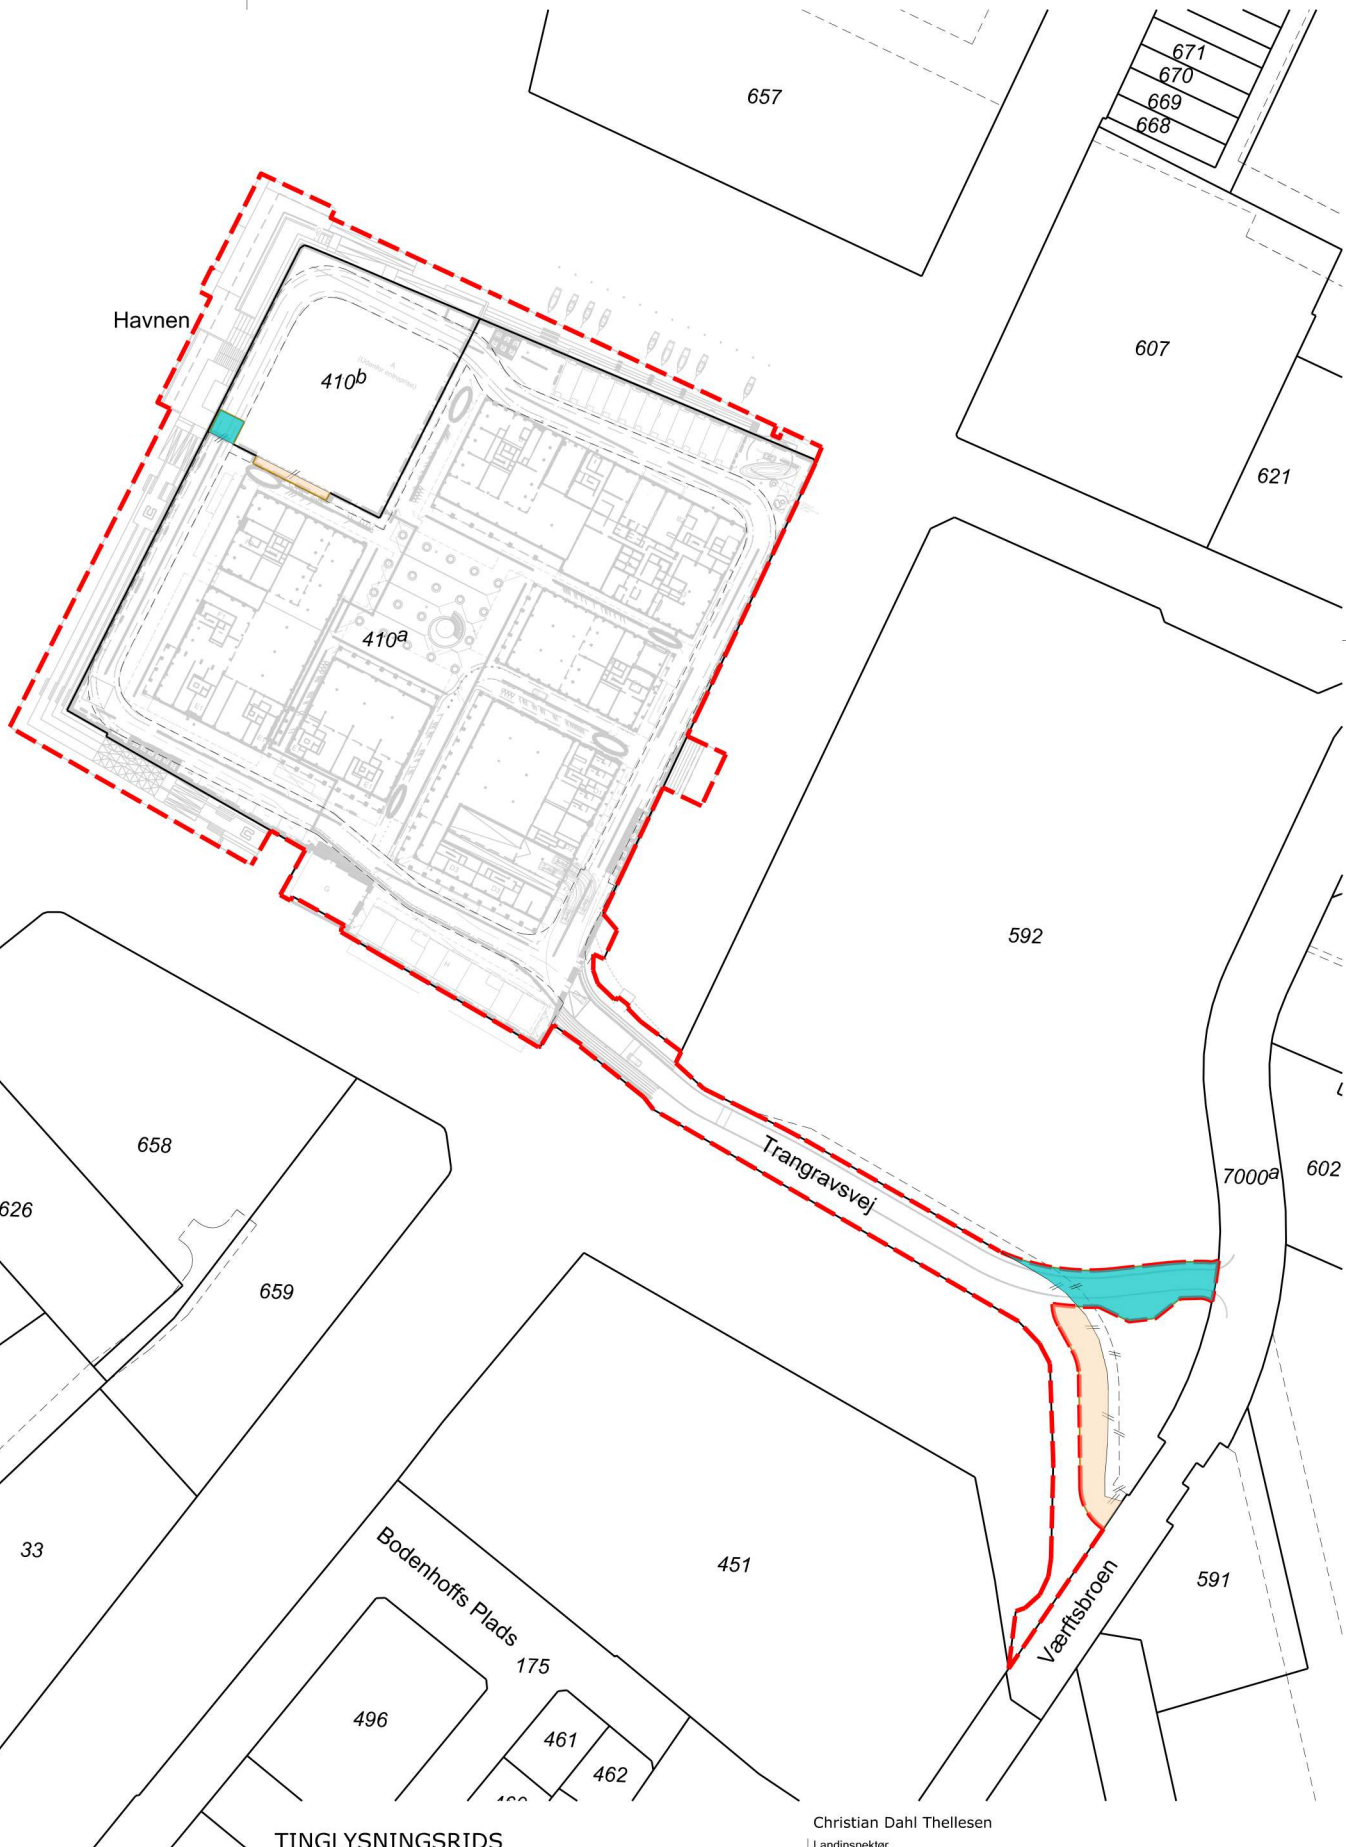 671
670
669
668
657
Havnen
607
410b
621
410a
592
658
Trangravsvej
602
7000a
626
659
33
Bodenhoffs Plads
451
591
Værftsbroen
175
496
461
462
Christian Dahl Thellesen
TINGLYSNINGSRIDS
Landinspektør